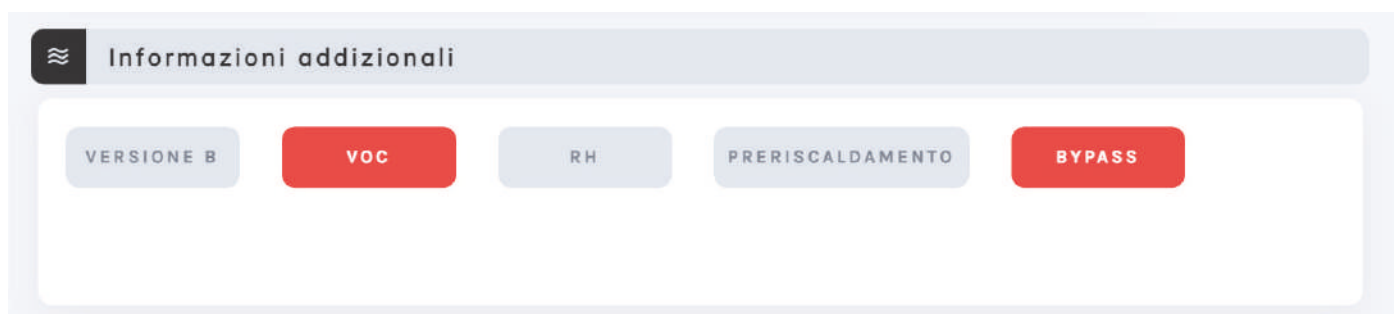 Informazioni addizionali
VERSIONE B VOC RH PRERISCALDAMENTO BYPASS